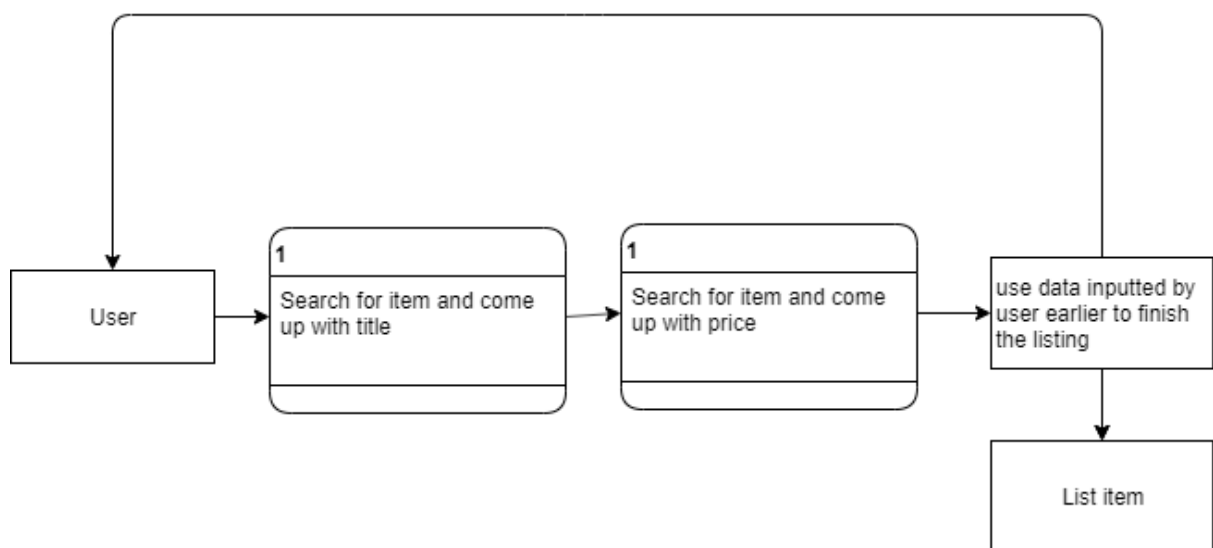 User
1
Search for item and come
up with title
1
Search for item and come
up with price
use data inputted by
user earlier to finish
the listing
List item